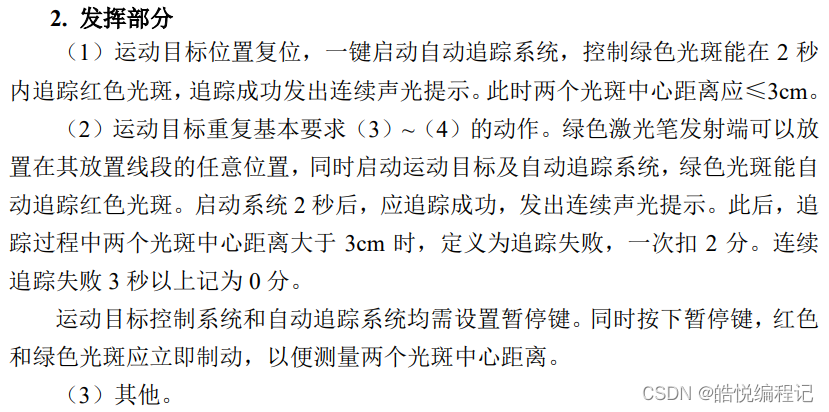 2. 发挥部分
（1）运动目标位置复位，一键启动自动追踪系统，控制绿色光斑能在 2 秒
内追踪红色光斑，追踪成功发出连续声光提示。此时两个光斑中心距离应≤3cm。
（2）运动目标重复基本要求（3）~（4）的动作。绿色激光笔发射端可以放
置在其放置线段的任意位置，同时启动运动目标及自动追踪系统，绿色光斑能自
动追踪红色光斑。启动系统 2 秒后，应追踪成功，发出连续声光提示。此后，追
踪过程中两个光斑中心距离大于 3cm 时，定义为追踪失败，一次扣 2 分。连续
追踪失败 3 秒以上记为 0 分。
运动目标控制系统和自动追踪系统均需设置暂停键。同时按下暂停键，红色
和绿色光斑应立即制动，以便测量两个光斑中心距离。
（3）其他。
CSDN @皓悦编程记